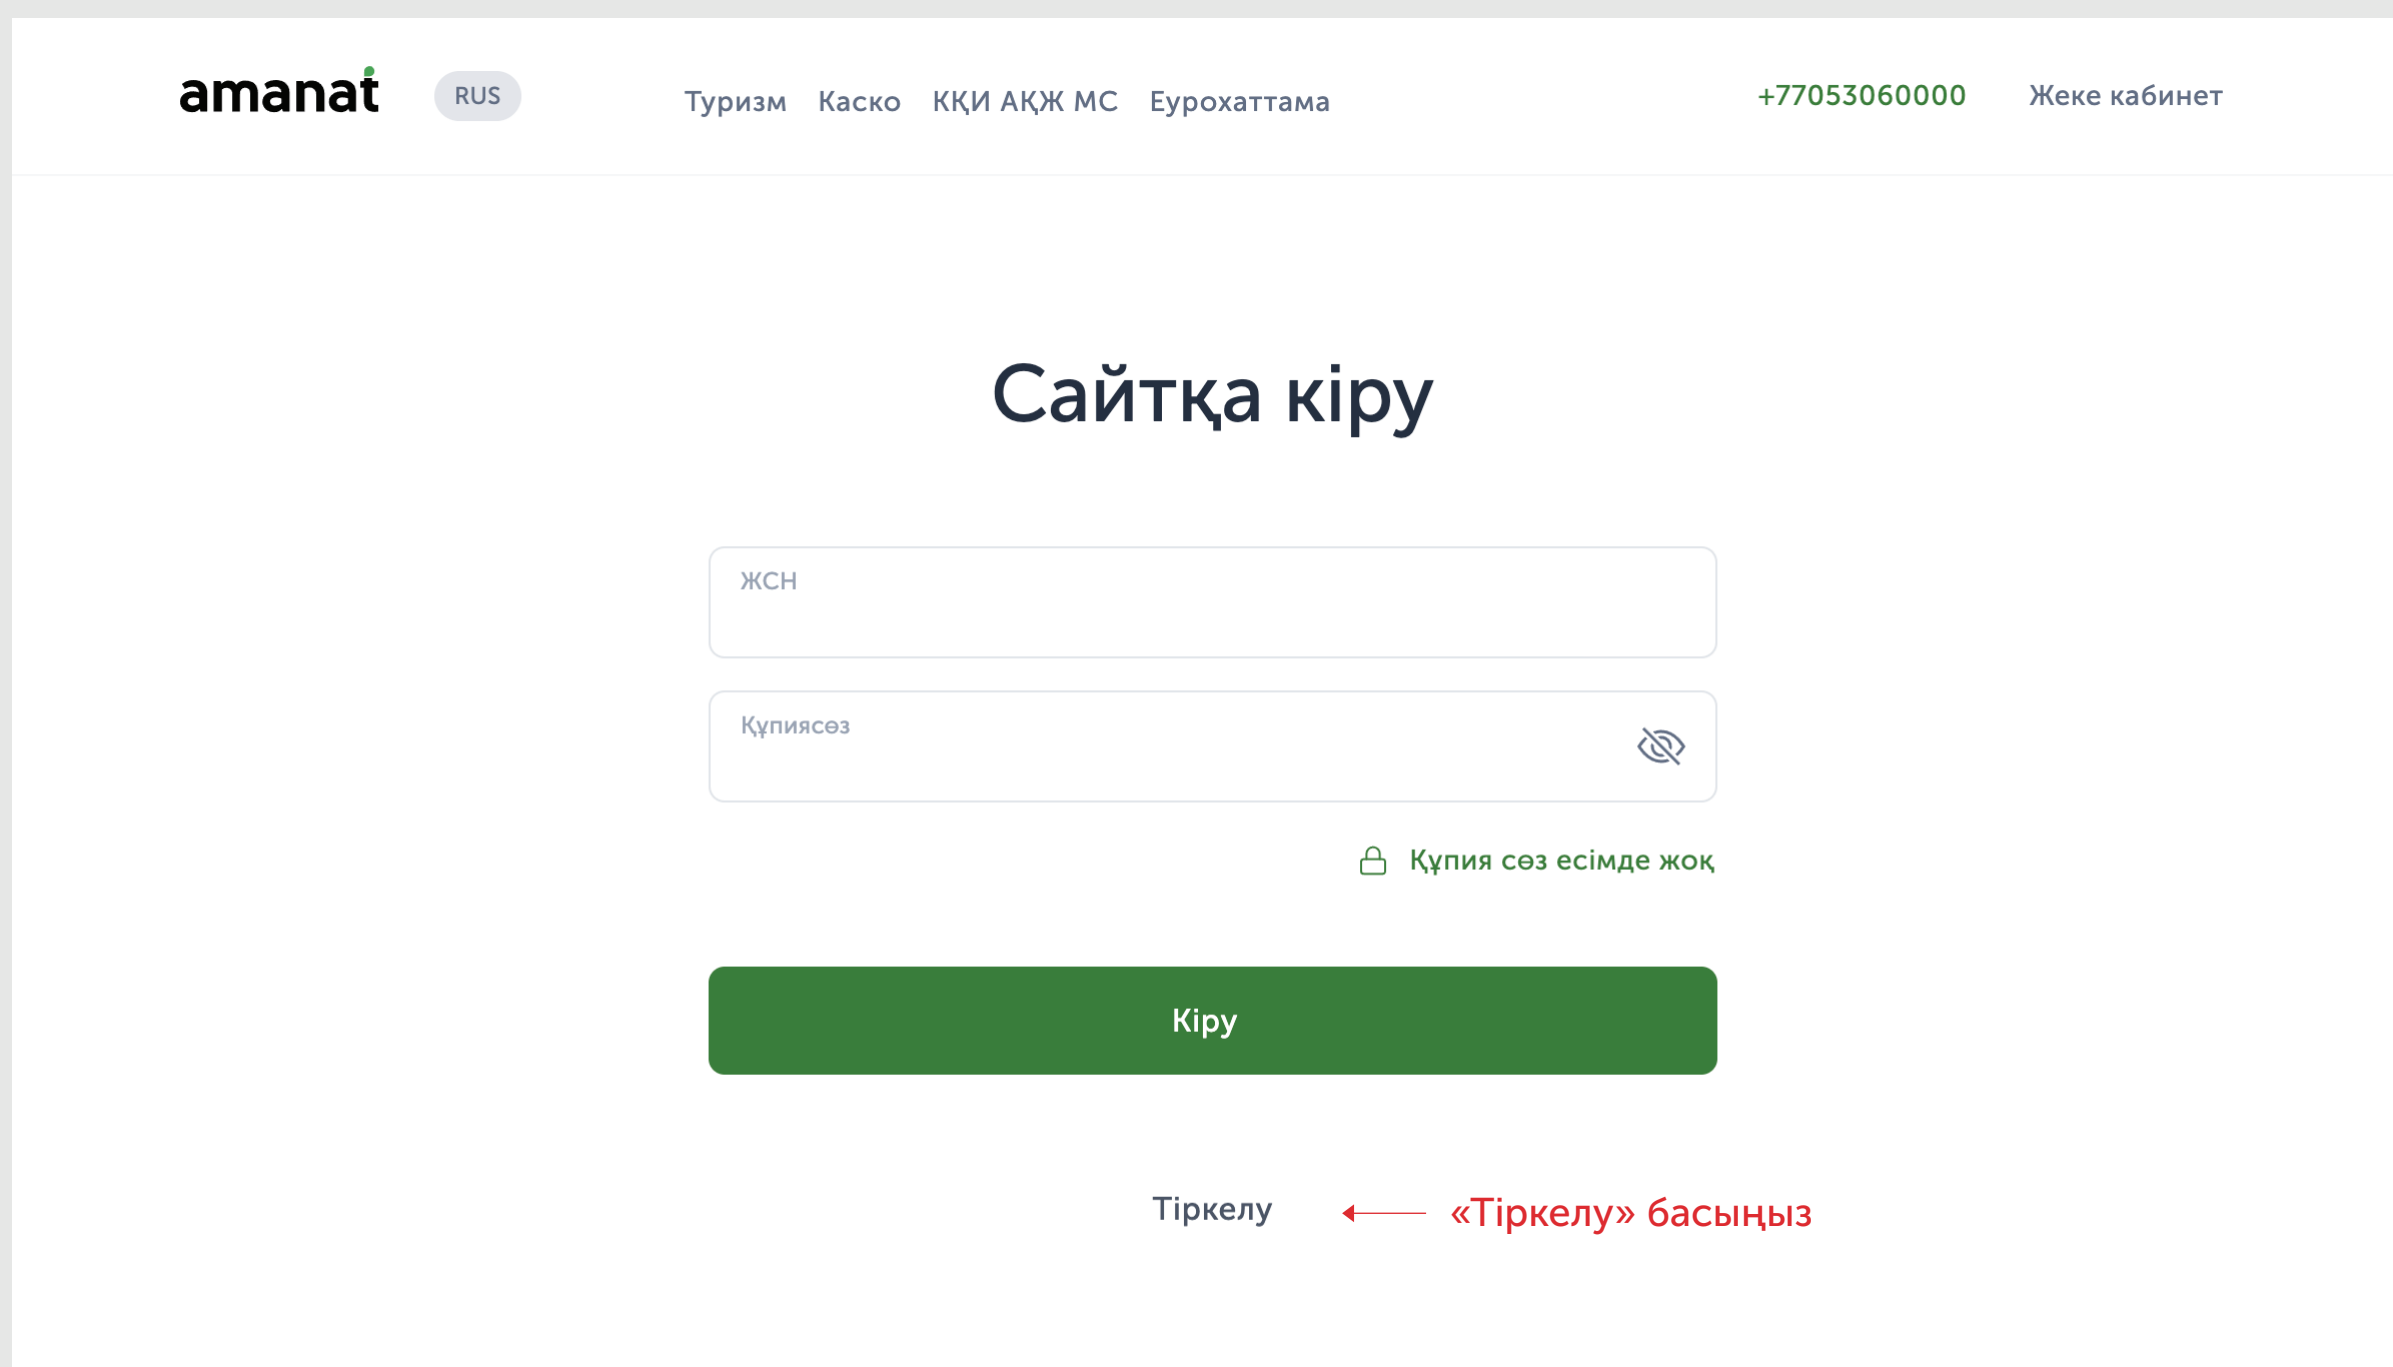 amanat RUS Туризм Каско КҚИ АҚЖ МС Еурохаттама +77053060000 Жеке кабинет
Сайтқа кіру
ЖСН
Құпиясөз
Құпия сөз есімде жоқ
Кіру
Тіркелу «Тіркелу» басыңыз